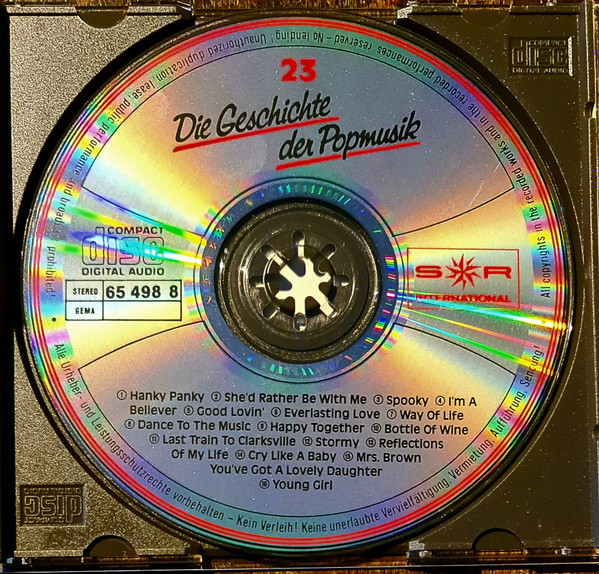 COMPACT
disc
DIGITAL AUDIO
23
Die Geschichte
der Popmusik
COMPACT
disc
DIGITAL AUDIO
STEREO 65 498 8
GEMA
S R
INTERNATIONAL
① Hanky Panky ② She'd Rather Be With Me ③ Spooky ④ I'm A
Believer ⑤ Good Lovin' ⑥ Everlasting Love ⑦ Way Of Life
⑧ Dance To The Music ⑨ Happy Together ⑩ Bottle Of Wine
⑪ Last Train To Clarksville ⑫ Stormy ⑬ Reflections
Of My Life ⑭ Cry Like A Baby ⑮ Mrs. Brown
You've Got A Lovely Daughter
⑯ Young Girl
Alle Urheber- und Leistungsschutzrechte vorbehalten – Kein Verleih! Keine unerlaubte Vervielfältigung, Vermietung, Aufführung, Sendung!
All copyrights in the recorded works and in the recorded performances reserved – No lending! Unauthorized duplication, lease, public performance and broadcast prohibited!
disc